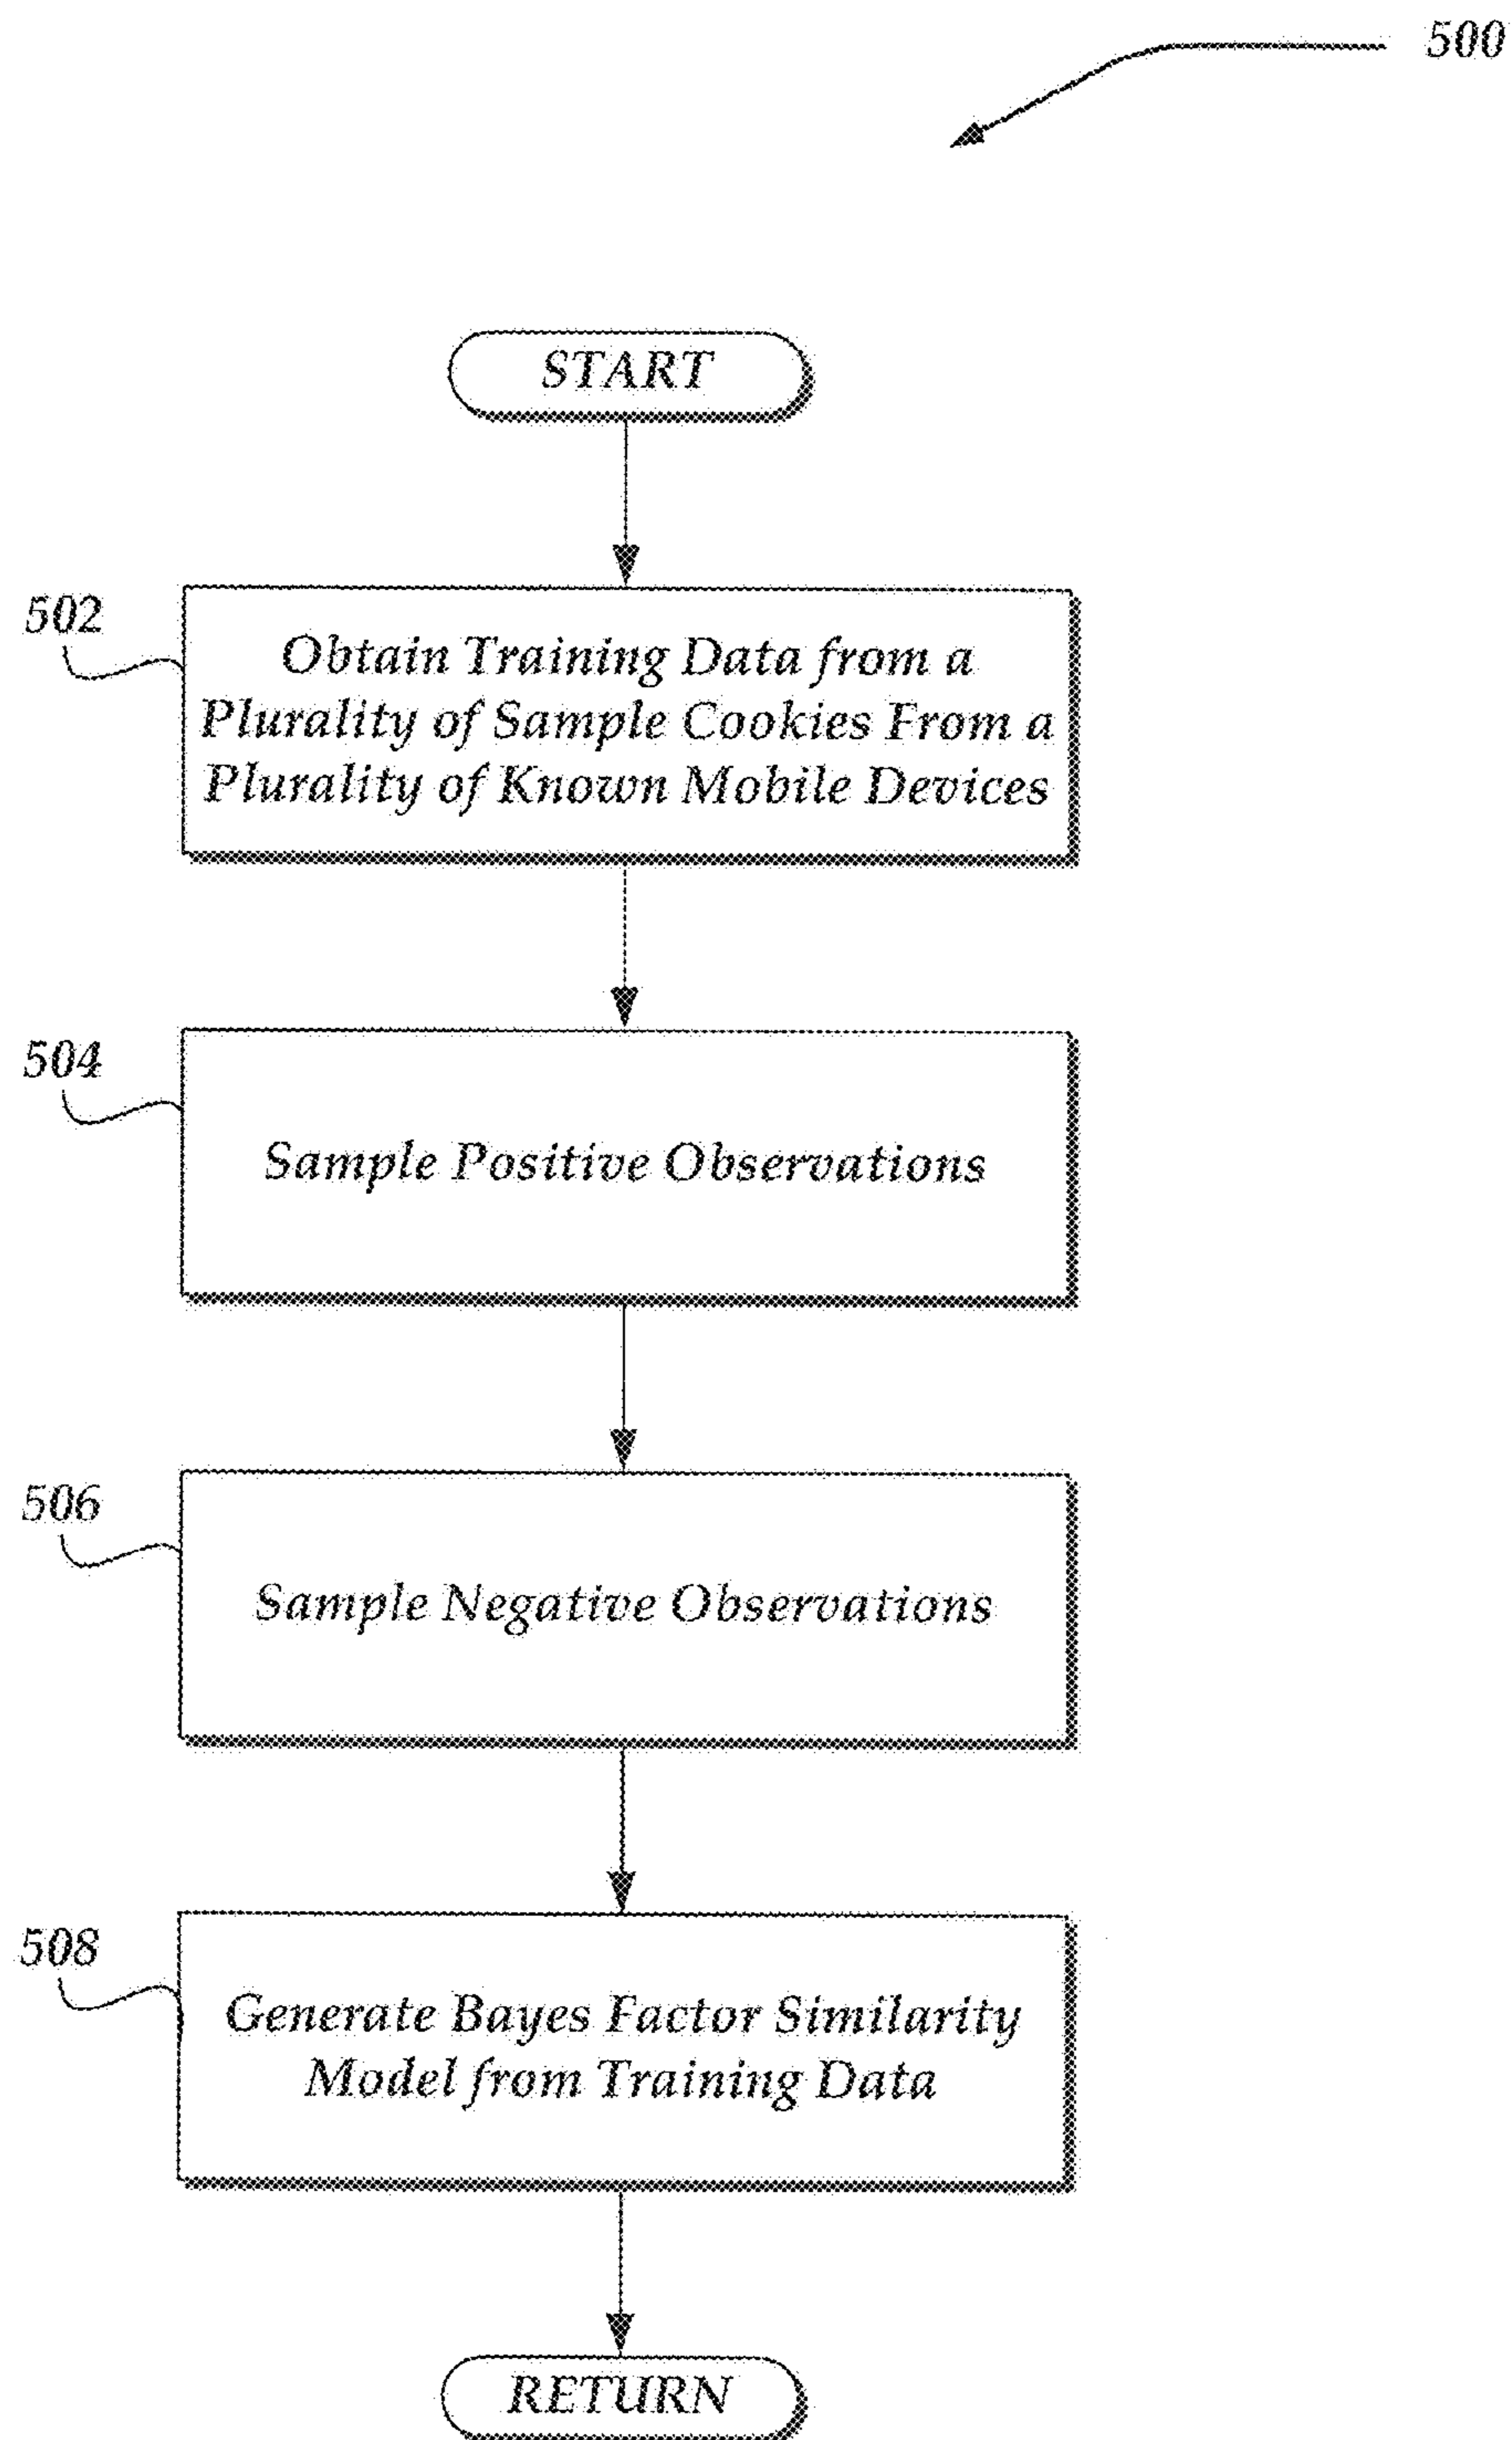 500
START
502
Obtain Training Data from a
Plurality of Sample Cookies From a
Plurality of Known Mobile Devices
504
Sample Positive Observations
506
Sample Negative Observations
508
Generate Bayes Factor Similarity
Model from Training Data
RETURN